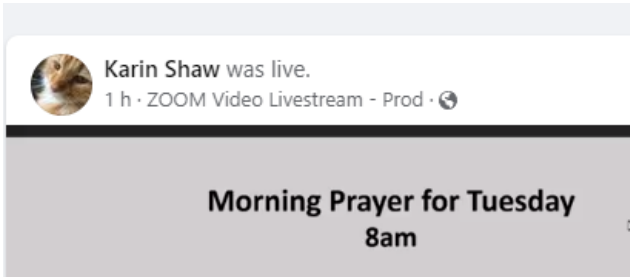 Karin Shaw was live.
1 h · ZOOM Video Livestream - Prod ·
Morning Prayer for Tuesday
8am